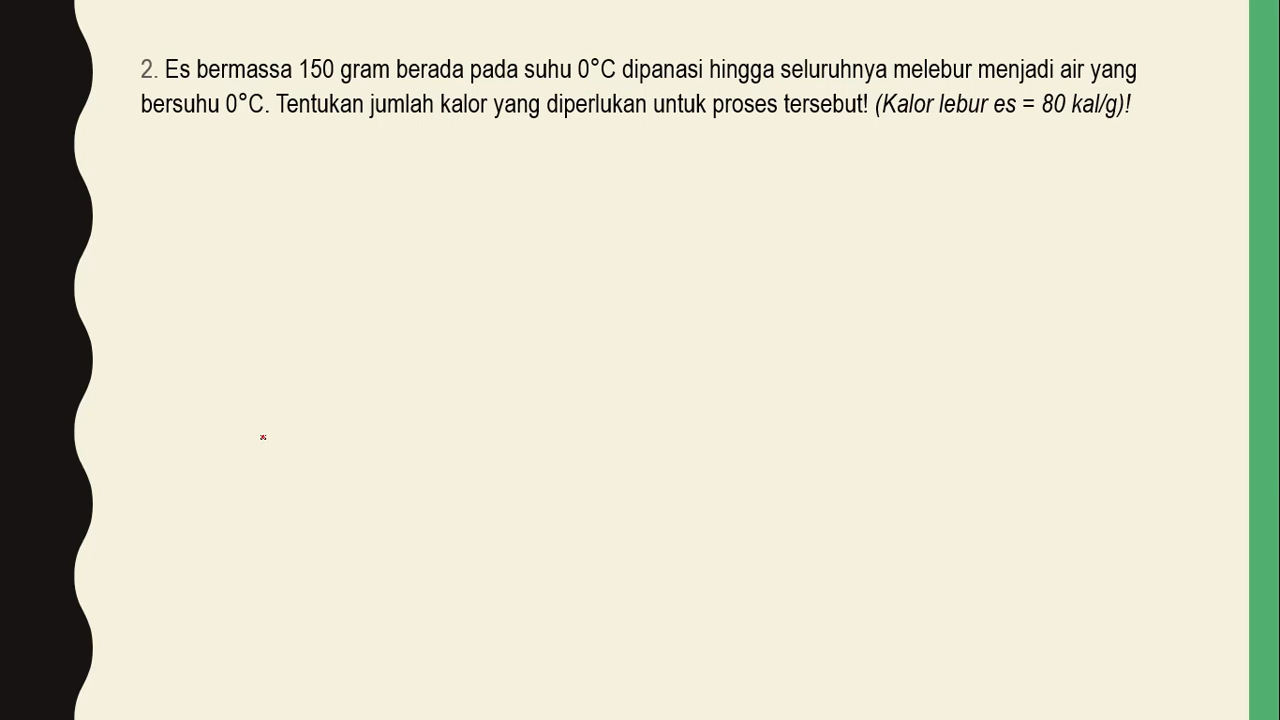 2. Es bermassa 150 gram berada pada suhu 0°C dipanasi hingga seluruhnya melebur menjadi air yang
bersuhu 0°C. Tentukan jumlah kalor yang diperlukan untuk proses tersebut! (Kalor lebur es = 80 kal/g)!